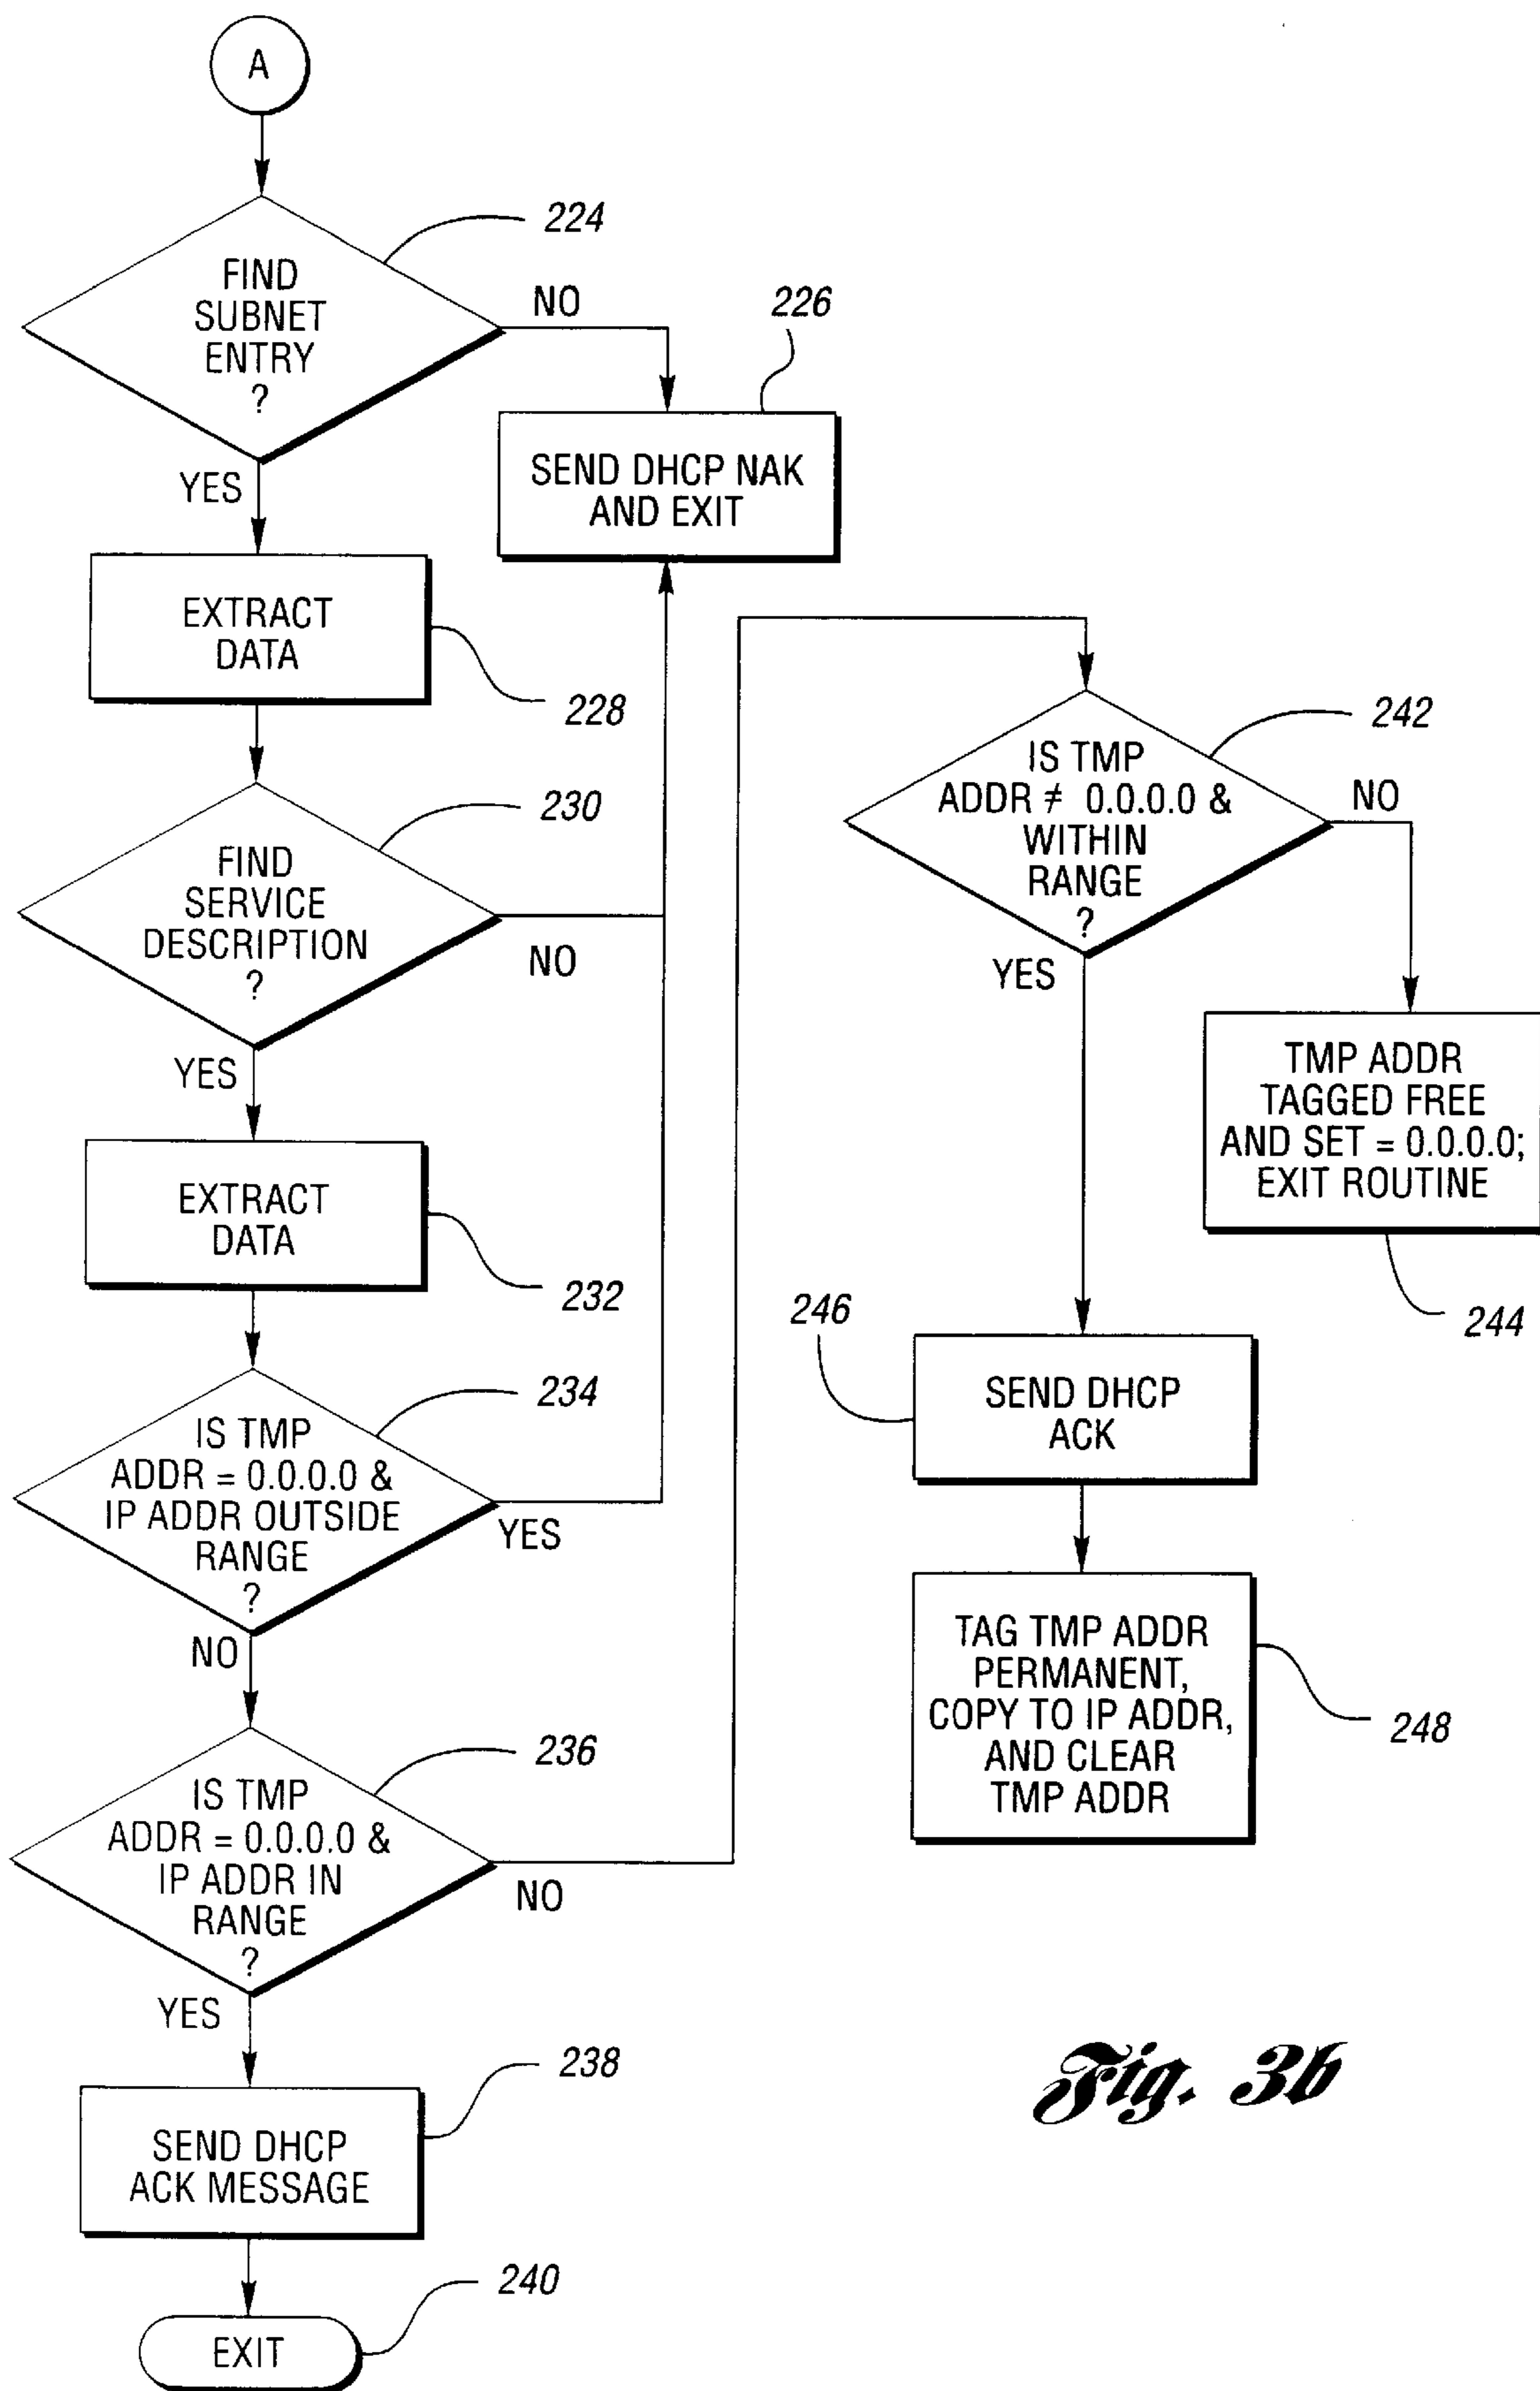 A
224
FIND
SUBNET
ENTRY
?
NO
YES
226
SEND DHCP NAK
AND EXIT
EXTRACT
DATA
228
230
FIND
SERVICE
DESCRIPTION
?
NO
YES
EXTRACT
DATA
232
234
IS TMP
ADDR = 0.0.0.0 &
IP ADDR OUTSIDE
RANGE
?
YES
NO
236
IS TMP
ADDR = 0.0.0.0 &
IP ADDR IN
RANGE
?
NO
YES
238
SEND DHCP
ACK MESSAGE
240
EXIT
242
IS TMP
ADDR ≠ 0.0.0.0 &
WITHIN
RANGE
?
NO
YES
TMP ADDR
TAGGED FREE
AND SET = 0.0.0.0;
EXIT ROUTINE
244
246
SEND DHCP
ACK
TAG TMP ADDR
PERMANENT,
COPY TO IP ADDR,
AND CLEAR
TMP ADDR
248
Fig. 3b